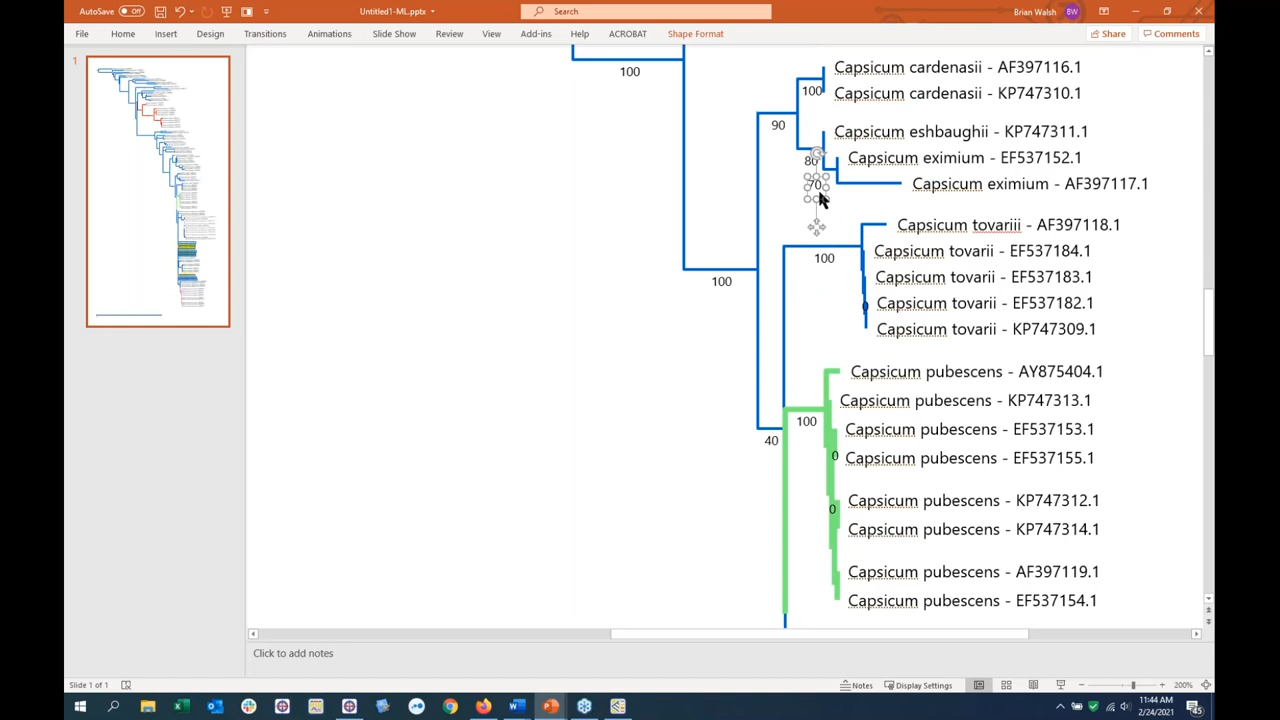 AutoSave Off Untitled1-ML.pptx Search Brian Walsh BW
File Home Insert Design Transitions Animations Slide Show Review View Add-ins Help ACROBAT Shape Format Share Comments
1
100
Capsicum cardenasii - AF397116.1
100
Capsicum cardenasii - KP747310.1
90
Capsicum eshbaughii - KP747311.1
80
Capsicum eximium - EF537132.1
70
Capsicum eximium - AF397117.1
Capsicum tovariii - AF397118.1
100
Capsicum tovarii - EF537184.1
100
Capsicum tovarii - EF537183.1
Capsicum tovarii - EF537182.1
0
Capsicum tovarii - KP747309.1
Capsicum pubescens - AY875404.1
Capsicum pubescens - KP747313.1
100
Capsicum pubescens - EF537153.1
40
0
Capsicum pubescens - EF537155.1
Capsicum pubescens - KP747312.1
0
Capsicum pubescens - KP747314.1
Capsicum pubescens - AF397119.1
Capsicum pubescens - EF537154.1
Click to add notes
Slide 1 of 1 Notes Display Settings 200%
11:44 AM
2/24/2021
45